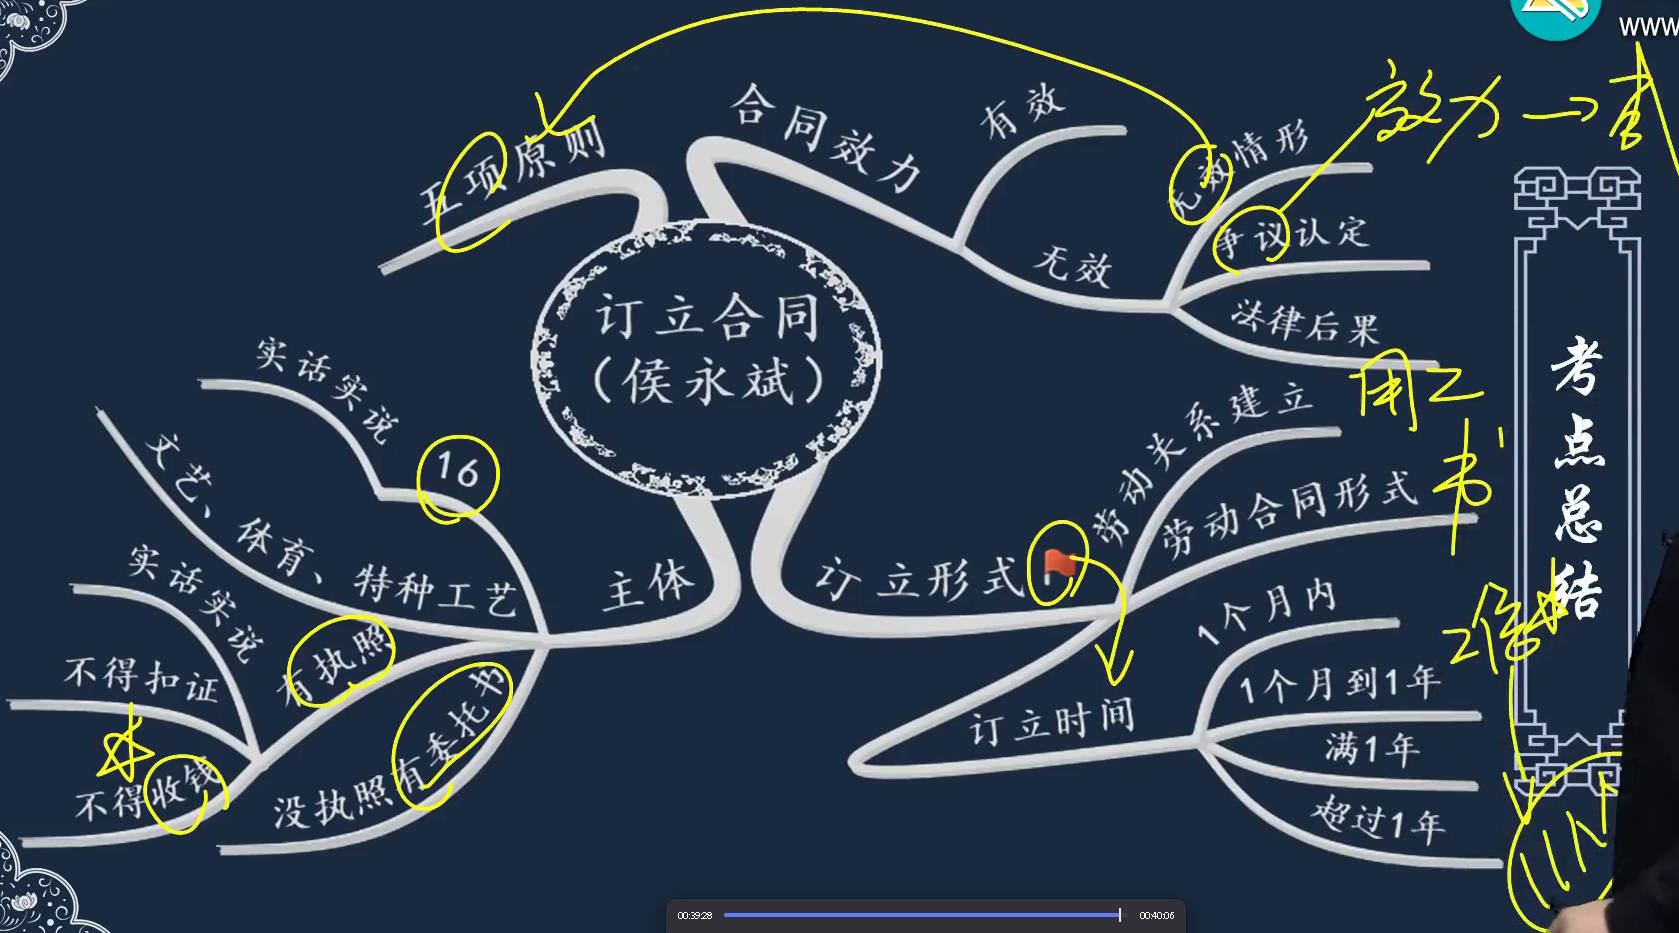 WWW
五项原则
合同效力
有效
无效
无效情形
争议认定
法律后果
效力→
订立合同
（侯永斌）
主体
16
实话实说
文艺、体育、特种工艺
有执照
实话实说
不得扣证
不得收钱
没执照有委托书
订立形式
劳动关系建立
用工
劳动合同形式
书
订立时间
1个月内
1个月到1年
2倍
满1年
超过1年
考点总结
00:39:28
00:40:06